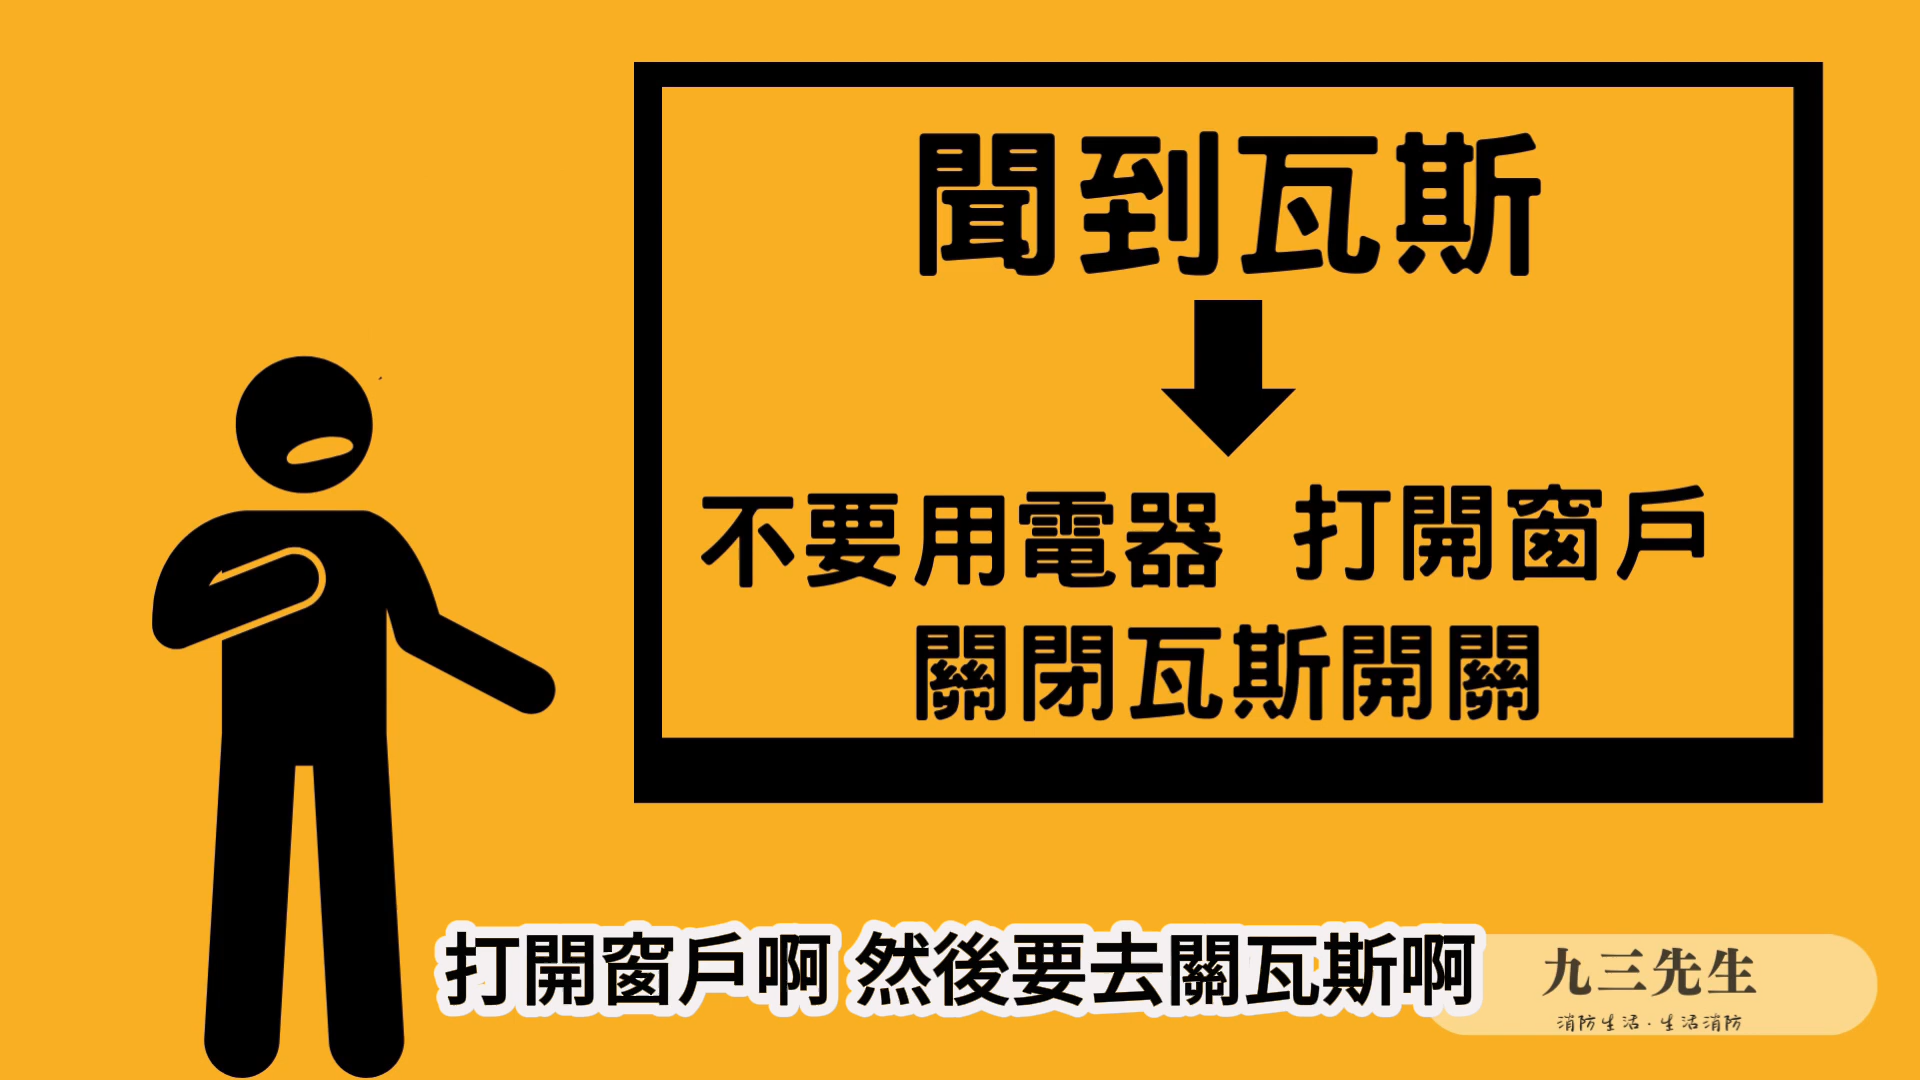 聞到瓦斯
不要用電器 打開窗戶
關閉瓦斯開關
打開窗戶啊 然後要去關瓦斯啊
九三先生
消防生活·生活消防